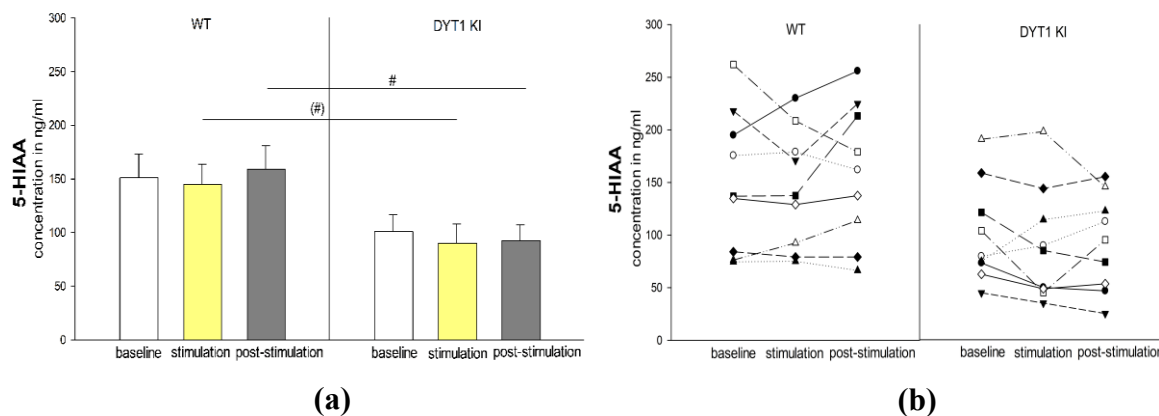 300
250
200
150
100
50
0
5-HIAA
concentration in ng/ml
WT
DYT1 KI
#
(#)
baseline stimulation post-stimulation
baseline stimulation post-stimulation
(a)
300
250
200
150
100
50
0
5-HIAA
concentration in ng/ml
WT
DYT1 KI
baseline stimulation post-stimulation
baseline stimulation post-stimulation
(b)